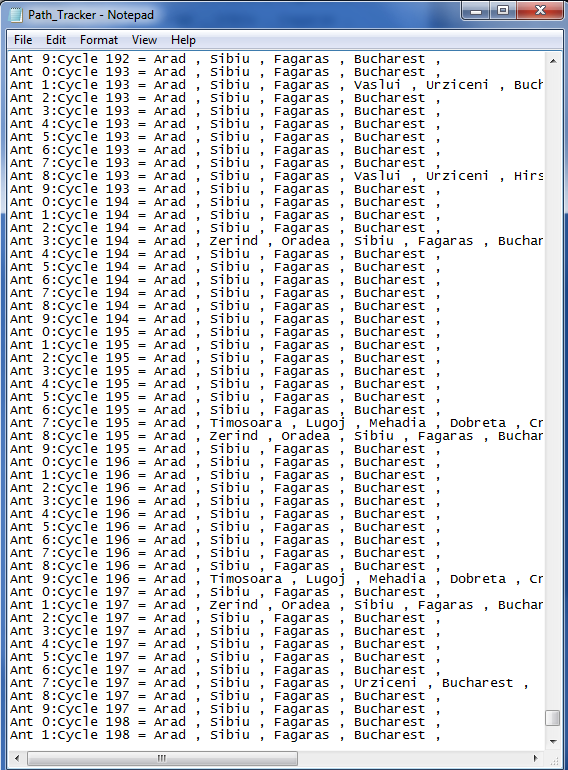 Path_Tracker - Notepad
File Edit Format View Help
Ant 9:Cycle 192 = Arad , Sibiu , Fagaras , Bucharest ,
Ant 0:Cycle 193 = Arad , Sibiu , Fagaras , Bucharest ,
Ant 1:Cycle 193 = Arad , Sibiu , Fagaras , Vaslui , Urziceni , Buch
Ant 2:Cycle 193 = Arad , Sibiu , Fagaras , Bucharest ,
Ant 3:Cycle 193 = Arad , Sibiu , Fagaras , Bucharest ,
Ant 4:Cycle 193 = Arad , Sibiu , Fagaras , Bucharest ,
Ant 5:Cycle 193 = Arad , Sibiu , Fagaras , Bucharest ,
Ant 6:Cycle 193 = Arad , Sibiu , Fagaras , Bucharest ,
Ant 7:Cycle 193 = Arad , Sibiu , Fagaras , Bucharest ,
Ant 8:Cycle 193 = Arad , Sibiu , Fagaras , Vaslui , Urziceni , Hirs
Ant 9:Cycle 193 = Arad , Sibiu , Fagaras , Bucharest ,
Ant 0:Cycle 194 = Arad , Sibiu , Fagaras , Bucharest ,
Ant 1:Cycle 194 = Arad , Sibiu , Fagaras , Bucharest ,
Ant 2:Cycle 194 = Arad , Sibiu , Fagaras , Bucharest ,
Ant 3:Cycle 194 = Arad , Zerind , Oradea , Sibiu , Fagaras , Buchar
Ant 4:Cycle 194 = Arad , Sibiu , Fagaras , Bucharest ,
Ant 5:Cycle 194 = Arad , Sibiu , Fagaras , Bucharest ,
Ant 6:Cycle 194 = Arad , Sibiu , Fagaras , Bucharest ,
Ant 7:Cycle 194 = Arad , Sibiu , Fagaras , Bucharest ,
Ant 8:Cycle 194 = Arad , Sibiu , Fagaras , Bucharest ,
Ant 9:Cycle 194 = Arad , Sibiu , Fagaras , Bucharest ,
Ant 0:Cycle 195 = Arad , Sibiu , Fagaras , Bucharest ,
Ant 1:Cycle 195 = Arad , Sibiu , Fagaras , Bucharest ,
Ant 2:Cycle 195 = Arad , Sibiu , Fagaras , Bucharest ,
Ant 3:Cycle 195 = Arad , Sibiu , Fagaras , Bucharest ,
Ant 4:Cycle 195 = Arad , Sibiu , Fagaras , Bucharest ,
Ant 5:Cycle 195 = Arad , Sibiu , Fagaras , Bucharest ,
Ant 6:Cycle 195 = Arad , Sibiu , Fagaras , Bucharest ,
Ant 7:Cycle 195 = Arad , Timosoara , Lugoj , Mehadia , Dobreta , Cr
Ant 8:Cycle 195 = Arad , Zerind , Oradea , Sibiu , Fagaras , Buchar
Ant 9:Cycle 195 = Arad , Sibiu , Fagaras , Bucharest ,
Ant 0:Cycle 196 = Arad , Sibiu , Fagaras , Bucharest ,
Ant 1:Cycle 196 = Arad , Sibiu , Fagaras , Bucharest ,
Ant 2:Cycle 196 = Arad , Sibiu , Fagaras , Bucharest ,
Ant 3:Cycle 196 = Arad , Sibiu , Fagaras , Bucharest ,
Ant 4:Cycle 196 = Arad , Sibiu , Fagaras , Bucharest ,
Ant 5:Cycle 196 = Arad , Sibiu , Fagaras , Bucharest ,
Ant 6:Cycle 196 = Arad , Sibiu , Fagaras , Bucharest ,
Ant 7:Cycle 196 = Arad , Sibiu , Fagaras , Bucharest ,
Ant 8:Cycle 196 = Arad , Sibiu , Fagaras , Bucharest ,
Ant 9:Cycle 196 = Arad , Timosoara , Lugoj , Mehadia , Dobreta , Cr
Ant 0:Cycle 197 = Arad , Sibiu , Fagaras , Bucharest ,
Ant 1:Cycle 197 = Arad , Zerind , Oradea , Sibiu , Fagaras , Buchar
Ant 2:Cycle 197 = Arad , Sibiu , Fagaras , Bucharest ,
Ant 3:Cycle 197 = Arad , Sibiu , Fagaras , Bucharest ,
Ant 4:Cycle 197 = Arad , Sibiu , Fagaras , Bucharest ,
Ant 5:Cycle 197 = Arad , Sibiu , Fagaras , Bucharest ,
Ant 6:Cycle 197 = Arad , Sibiu , Fagaras , Bucharest ,
Ant 7:Cycle 197 = Arad , Sibiu , Fagaras , Urziceni , Bucharest ,
Ant 8:Cycle 197 = Arad , Sibiu , Fagaras , Bucharest ,
Ant 9:Cycle 197 = Arad , Sibiu , Fagaras , Bucharest ,
Ant 0:Cycle 198 = Arad , Sibiu , Fagaras , Bucharest ,
Ant 1:Cycle 198 = Arad , Sibiu , Fagaras , Bucharest ,